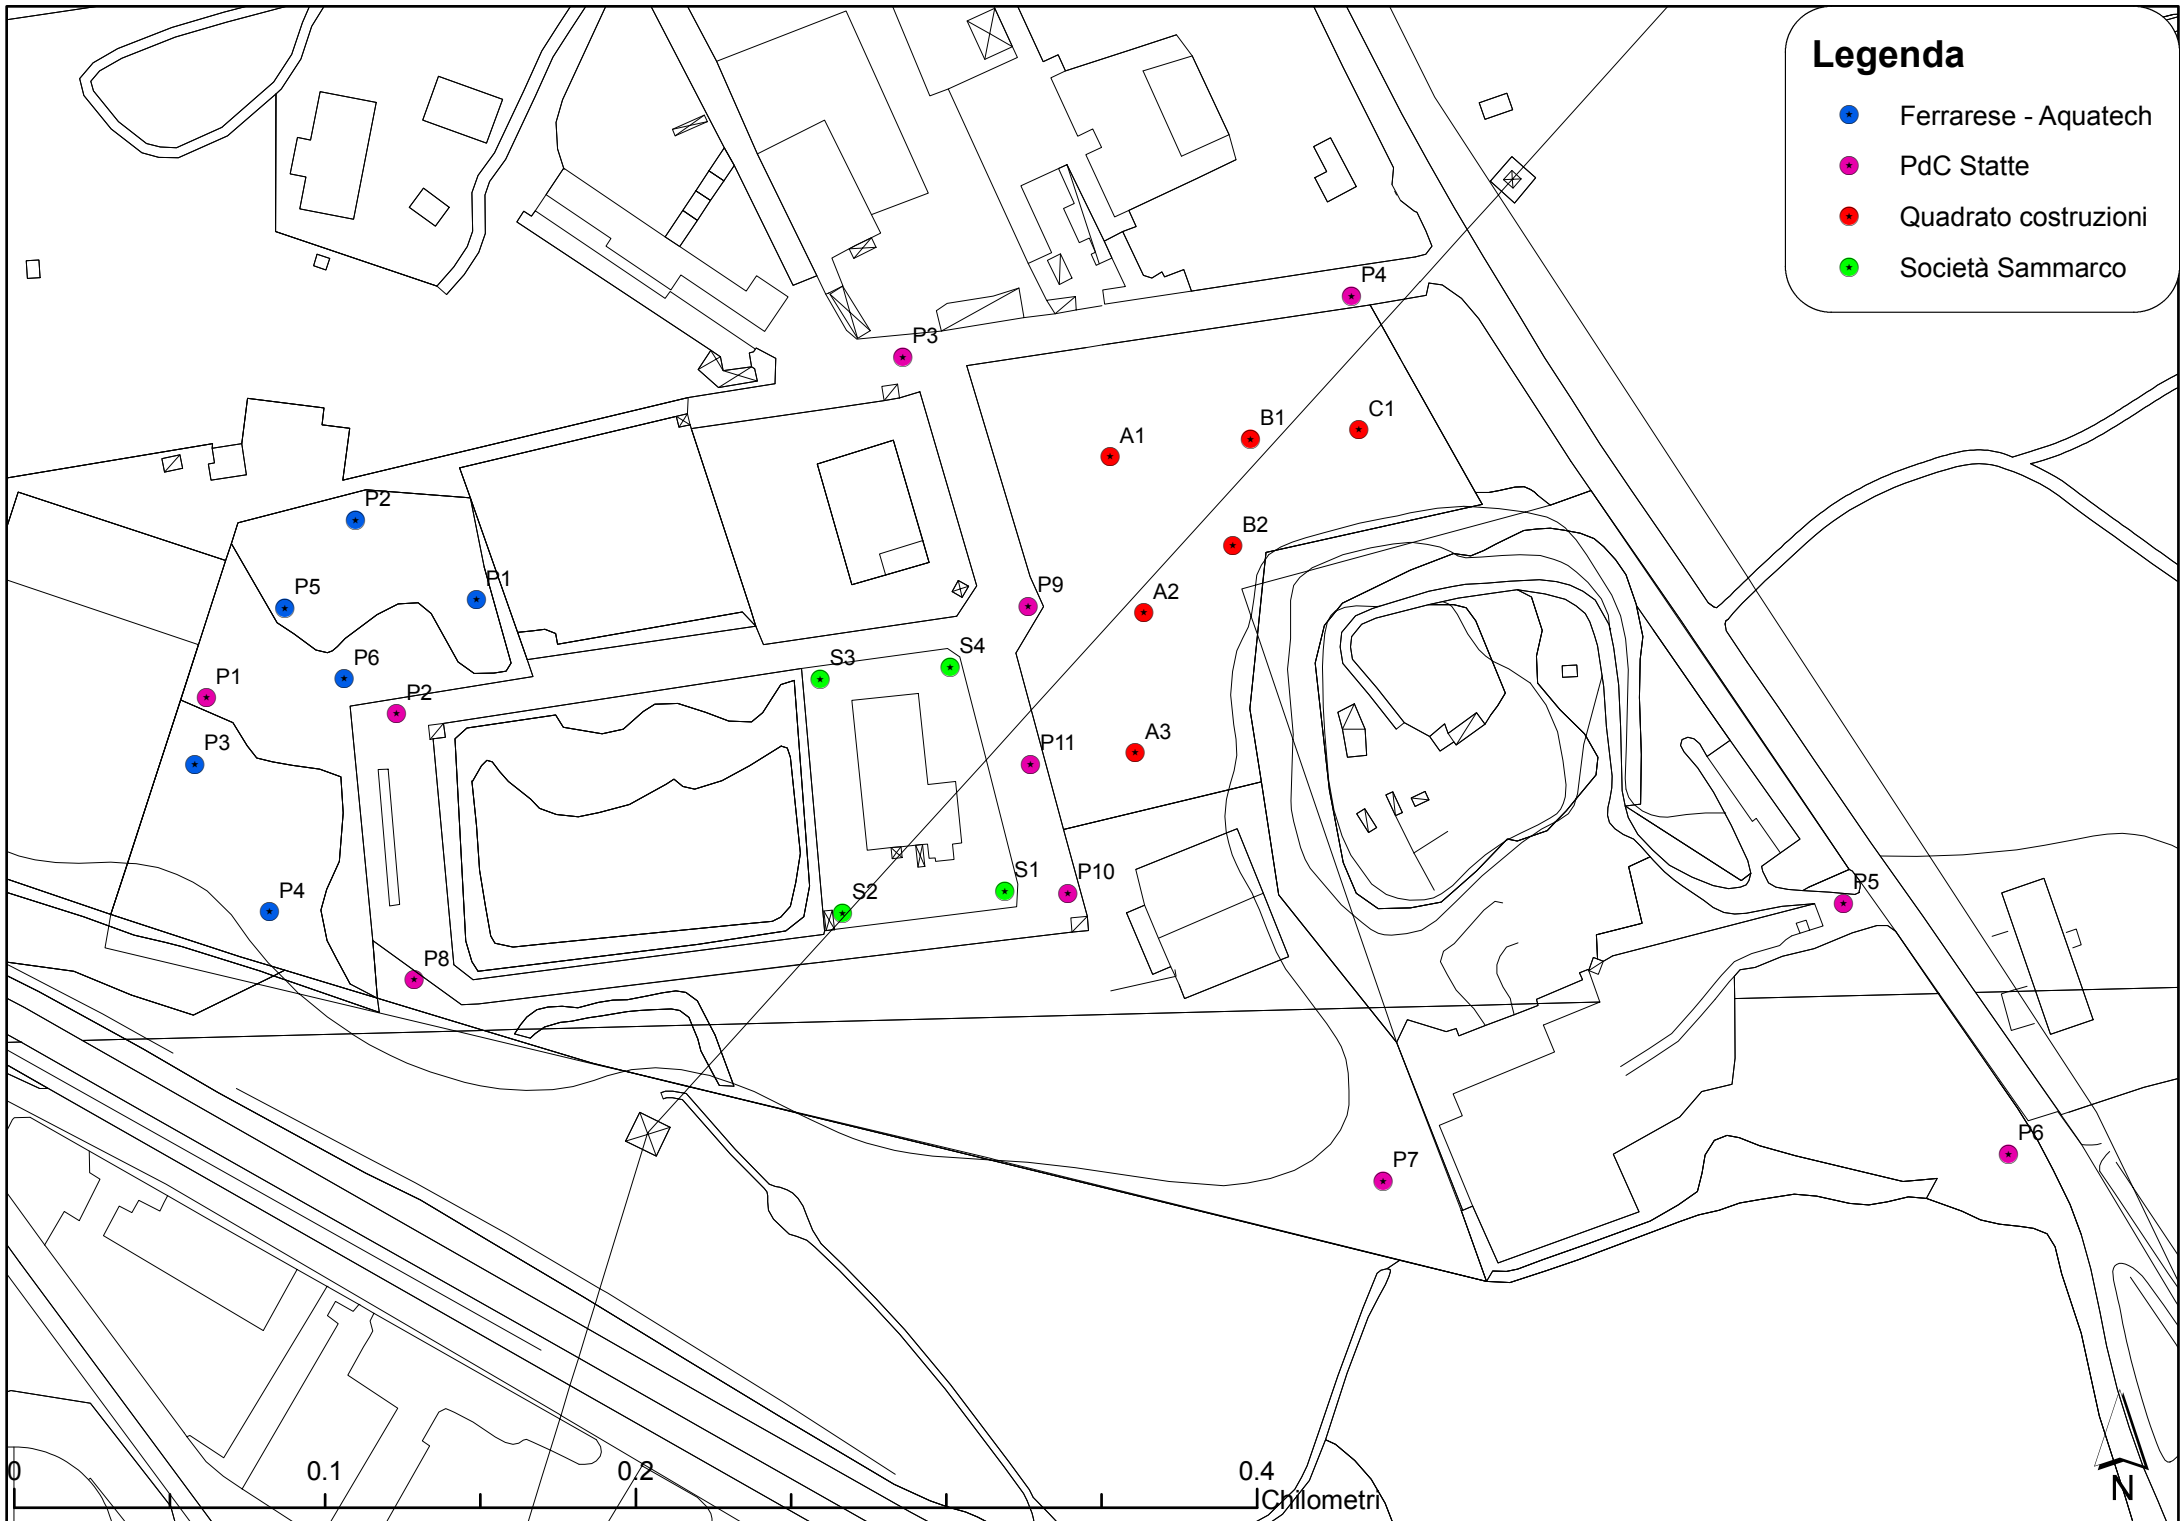 Legenda
Ferrarese - Aquatech
PdC Statte
Quadrato costruzioni
Società Sammarco
P4
P3
C1
B1
A1
P2
B2
P5
P1
P9
A2
S4
S3
P6
P1
P2
A3
P3
P11
P5
S1
P10
S2
P4
P8
P6
P7
0
0.1
0.2
0.4
Chilometri
N